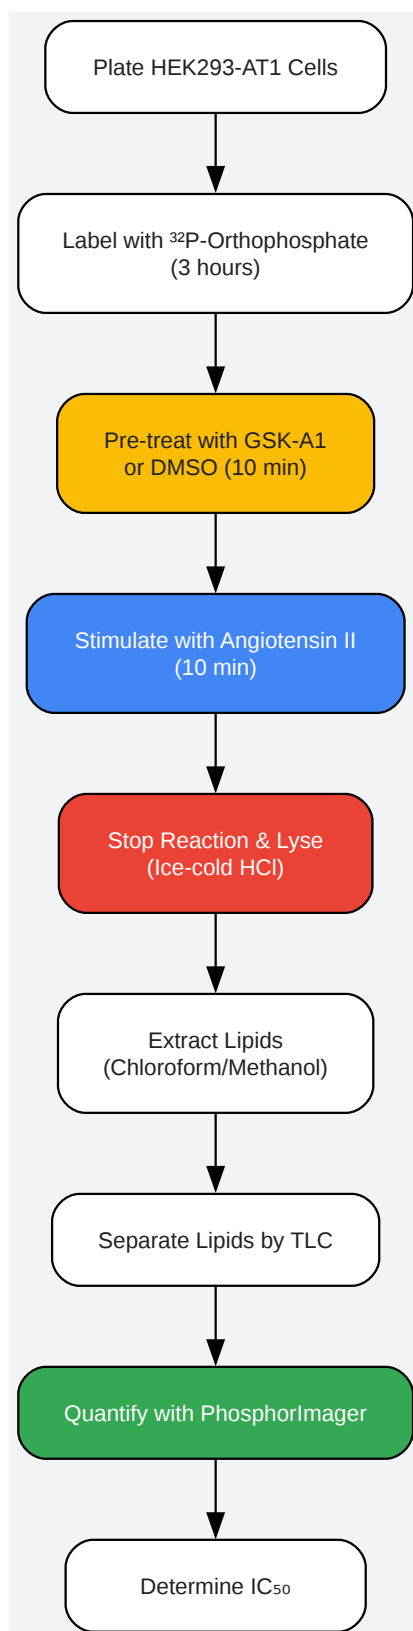 Plate HEK293-AT1 Cells
Label with ³²P-Orthophosphate
(3 hours)
Pre-treat with GSK-A1
or DMSO (10 min)
Stimulate with Angiotensin II
(10 min)
Stop Reaction & Lyse
(Ice-cold HCl)
Extract Lipids
(Chloroform/Methanol)
Separate Lipids by TLC
Quantify with PhosphorImager
Determine IC₅₀